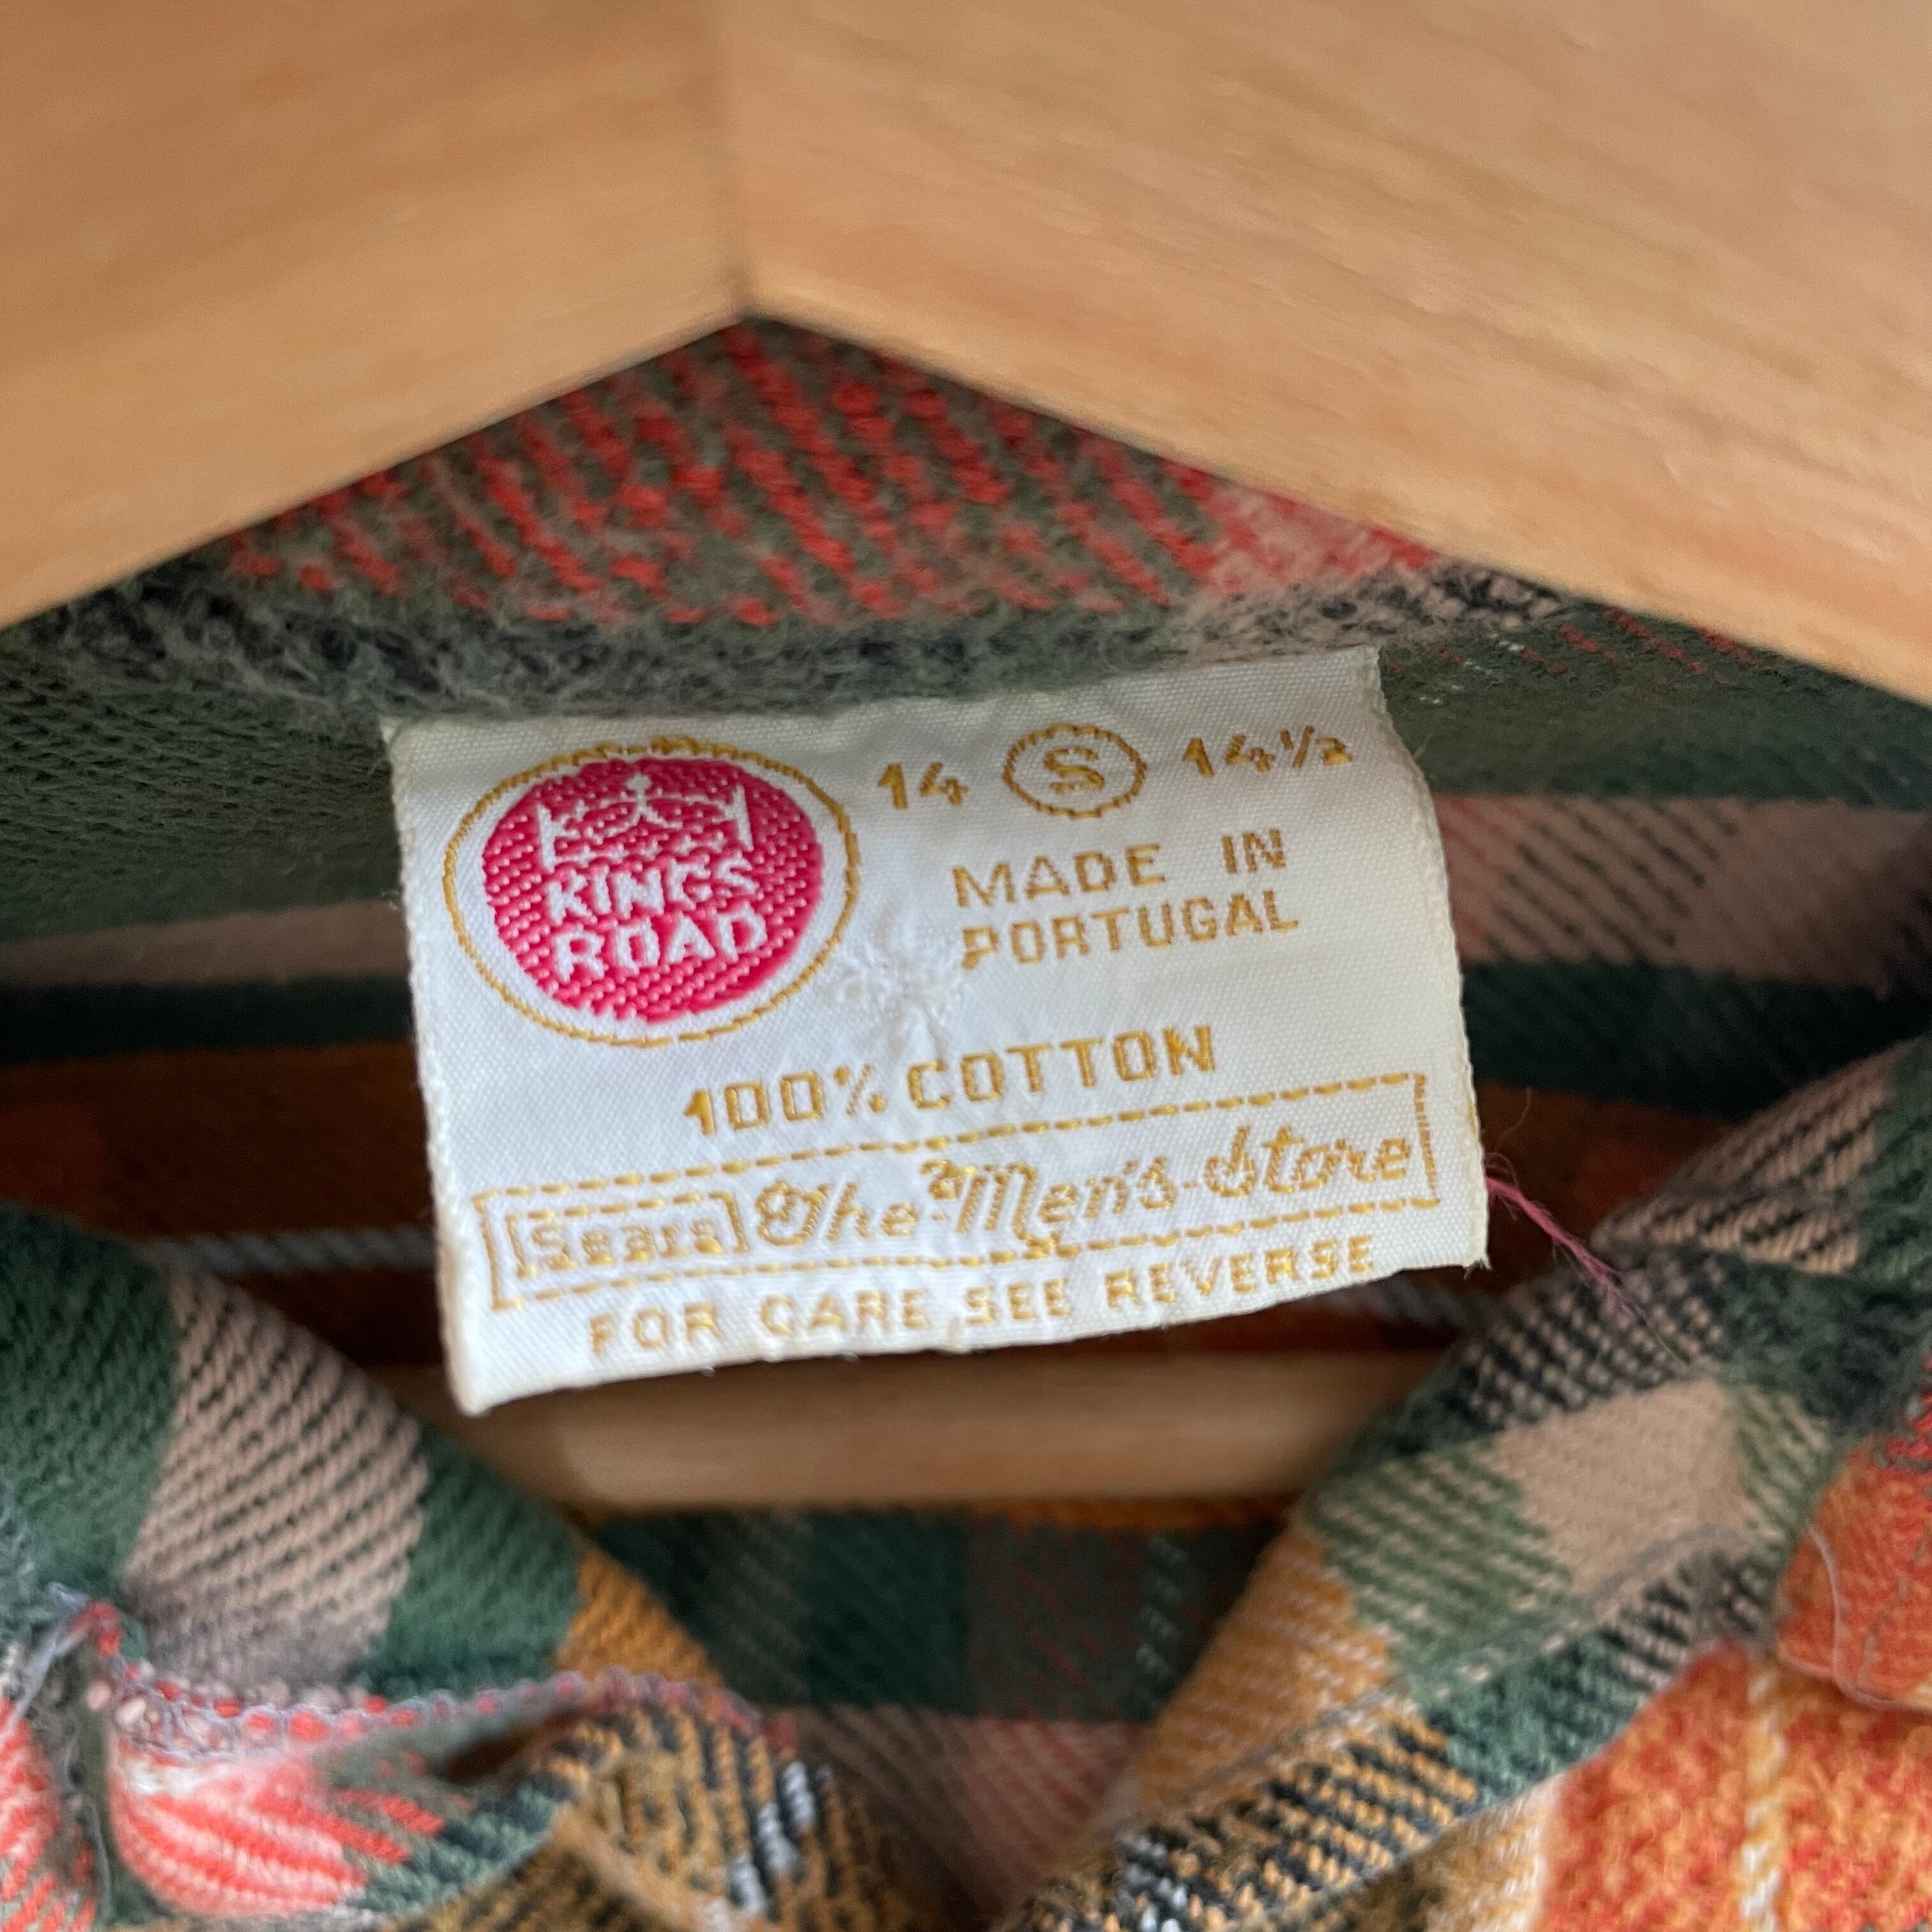 KINGS
ROAD
14 S 14½
MADE IN
PORTUGAL
100% COTTON
Sears The Men's Store
FOR CARE SEE REVERSE